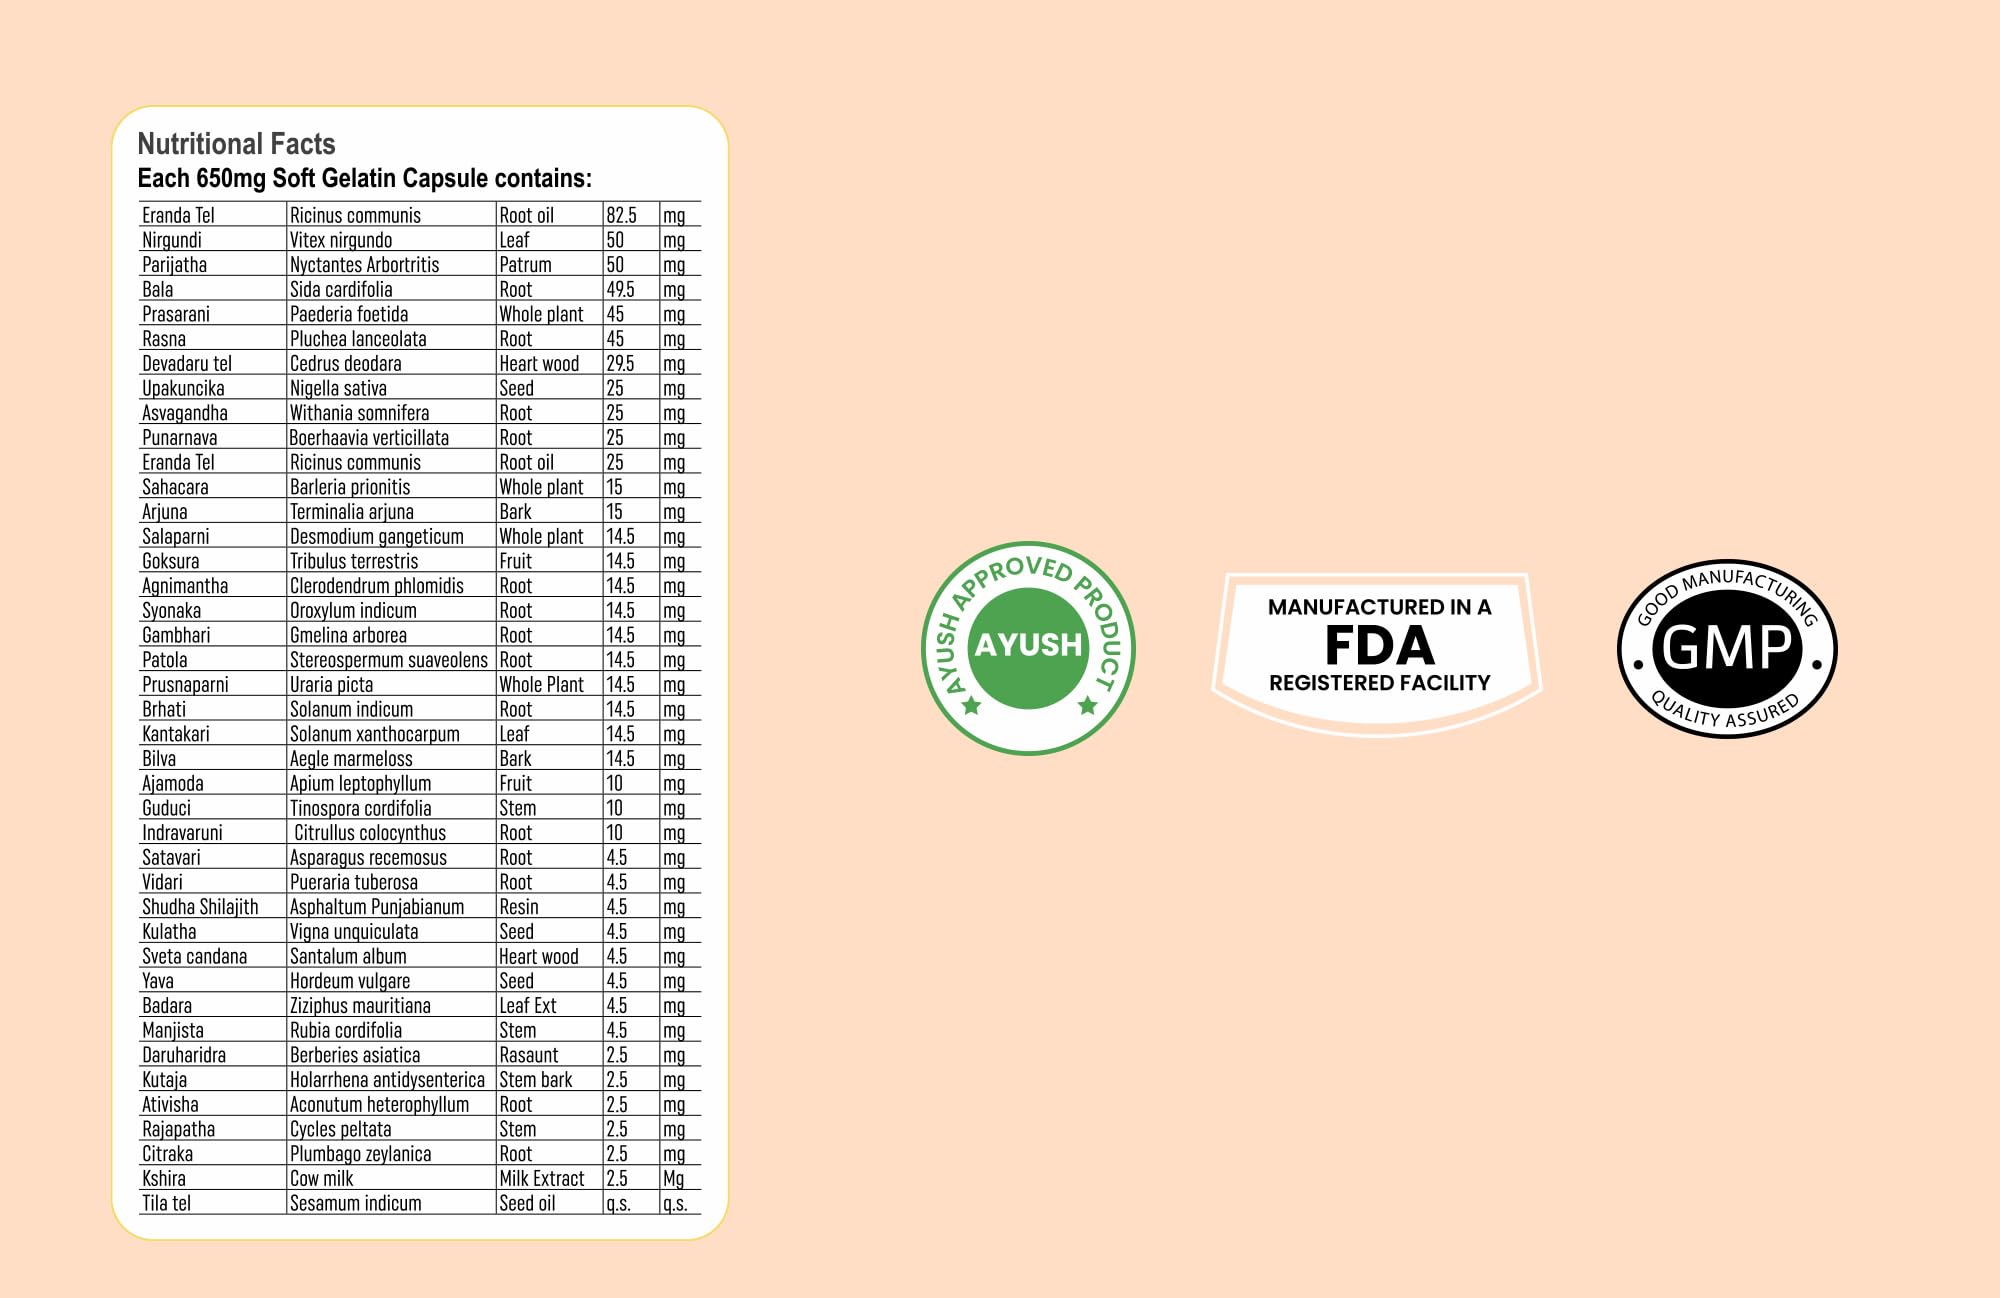 Nutritional Facts
Each 650mg Soft Gelatin Capsule contains:
Eranda Tel Ricinus communis Root oil 82.5 mg
Nirgundi Vitex nirgundo Leaf 50 mg
Parijatha Nyctantes Arbortritis Patrum 50 mg
Bala Sida cardifolia Root 49.5 mg
Prasarani Paederia foetida Whole plant 45 mg
Rasna Pluchea lanceolata Root 45 mg
Devadaru tel Cedrus deodara Heart wood 29.5 mg
Upakuncika Nigella sativa Seed 25 mg
Asvagandha Withania somnifera Root 25 mg
Punarnava Boerhaavia verticillata Root 25 mg
Eranda Tel Ricinus communis Root oil 25 mg
Sahacara Barleria prionitis Whole plant 15 mg
Arjuna Terminalia arjuna Bark 15 mg
Salaparni Desmodium gangeticum Whole plant 14.5 mg
Goksura Tribulus terrestris Fruit 14.5 mg
Agnimantha Clerodendrum phlomidis Root 14.5 mg
Syonaka Oroxylum indicum Root 14.5 mg
Gambhari Gmelina arborea Root 14.5 mg
Patola Stereospermum suaveolens Root 14.5 mg
Prusnaparni Uraria picta Whole Plant 14.5 mg
Brhati Solanum indicum Root 14.5 mg
Kantakari Solanum xanthocarpum Leaf 14.5 mg
Bilva Aegle marmeloss Bark 14.5 mg
Ajamoda Apium leptophyllum Fruit 10 mg
Guduci Tinospora cordifolia Stem 10 mg
Indravaruni Citrullus colocynthus Root 10 mg
Satavari Asparagus recemosus Root 4.5 mg
Vidari Pueraria tuberosa Root 4.5 mg
Shudha Shilajith Asphaltum Punjabianum Resin 4.5 mg
Kulatha Vigna unquiculata Seed 4.5 mg
Sveta candana Santalum album Heart wood 4.5 mg
Yava Hordeum vulgare Seed 4.5 mg
Badara Ziziphus mauritiana Leaf Ext 4.5 mg
Manjista Rubia cordifolia Stem 4.5 mg
Daruharidra Berberies asiatica Rasaunt 2.5 mg
Kutaja Holarrhena antidysenterica Stem bark 2.5 mg
Ativisha Aconutum heterophyllum Root 2.5 mg
Rajapatha Cycles peltata Stem 2.5 mg
Citraka Plumbago zeylanica Root 2.5 mg
Kshira Cow milk Milk Extract 2.5 Mg
Tila tel Sesamum indicum Seed oil q.s. q.s.
AYUSH APPROVED PRODUCT
AYUSH
MANUFACTURED IN A
FDA
REGISTERED FACILITY
GOOD MANUFACTURING
GMP
QUALITY ASSURED